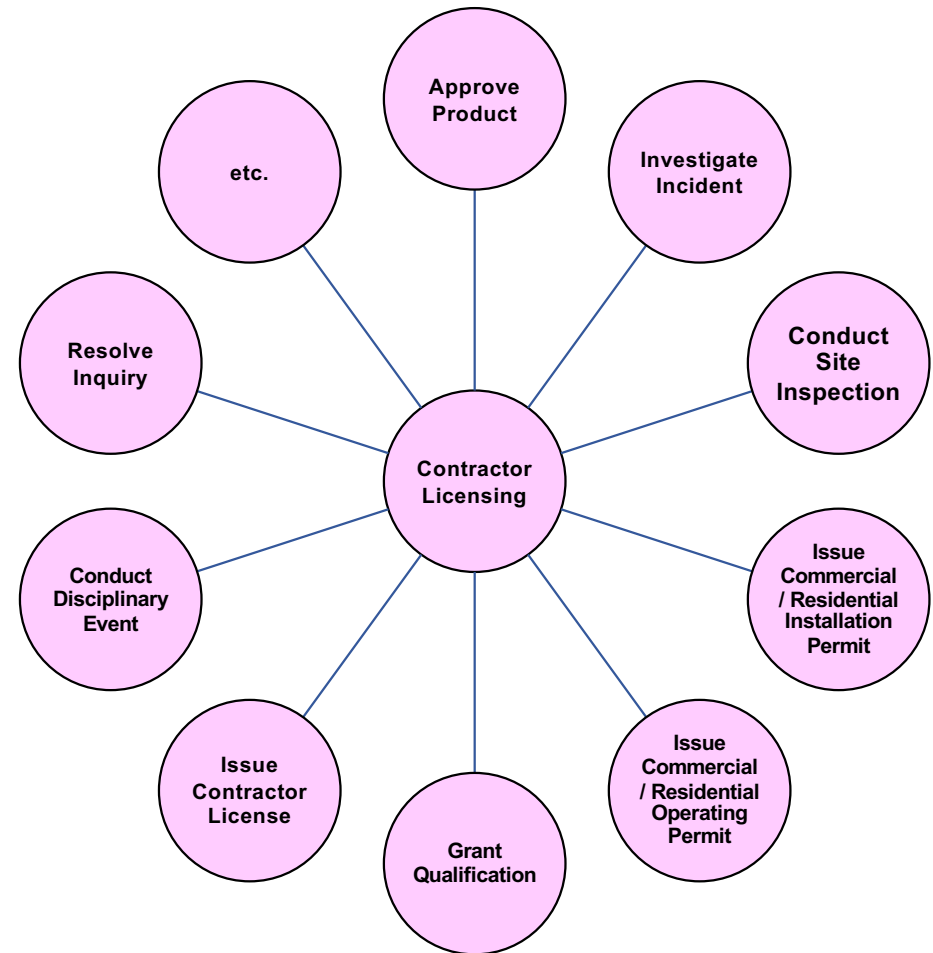 Approve
Product
Investigate
Incident
Conduct
Site
Inspection
Issue
Commercial
/ Residential
Installation
Permit
Issue
Commercial
/ Residential
Operating
Permit
Grant
Qualification
Issue
Contractor
License
Conduct
Disciplinary
Event
Resolve
Inquiry
etc.
Contractor
Licensing